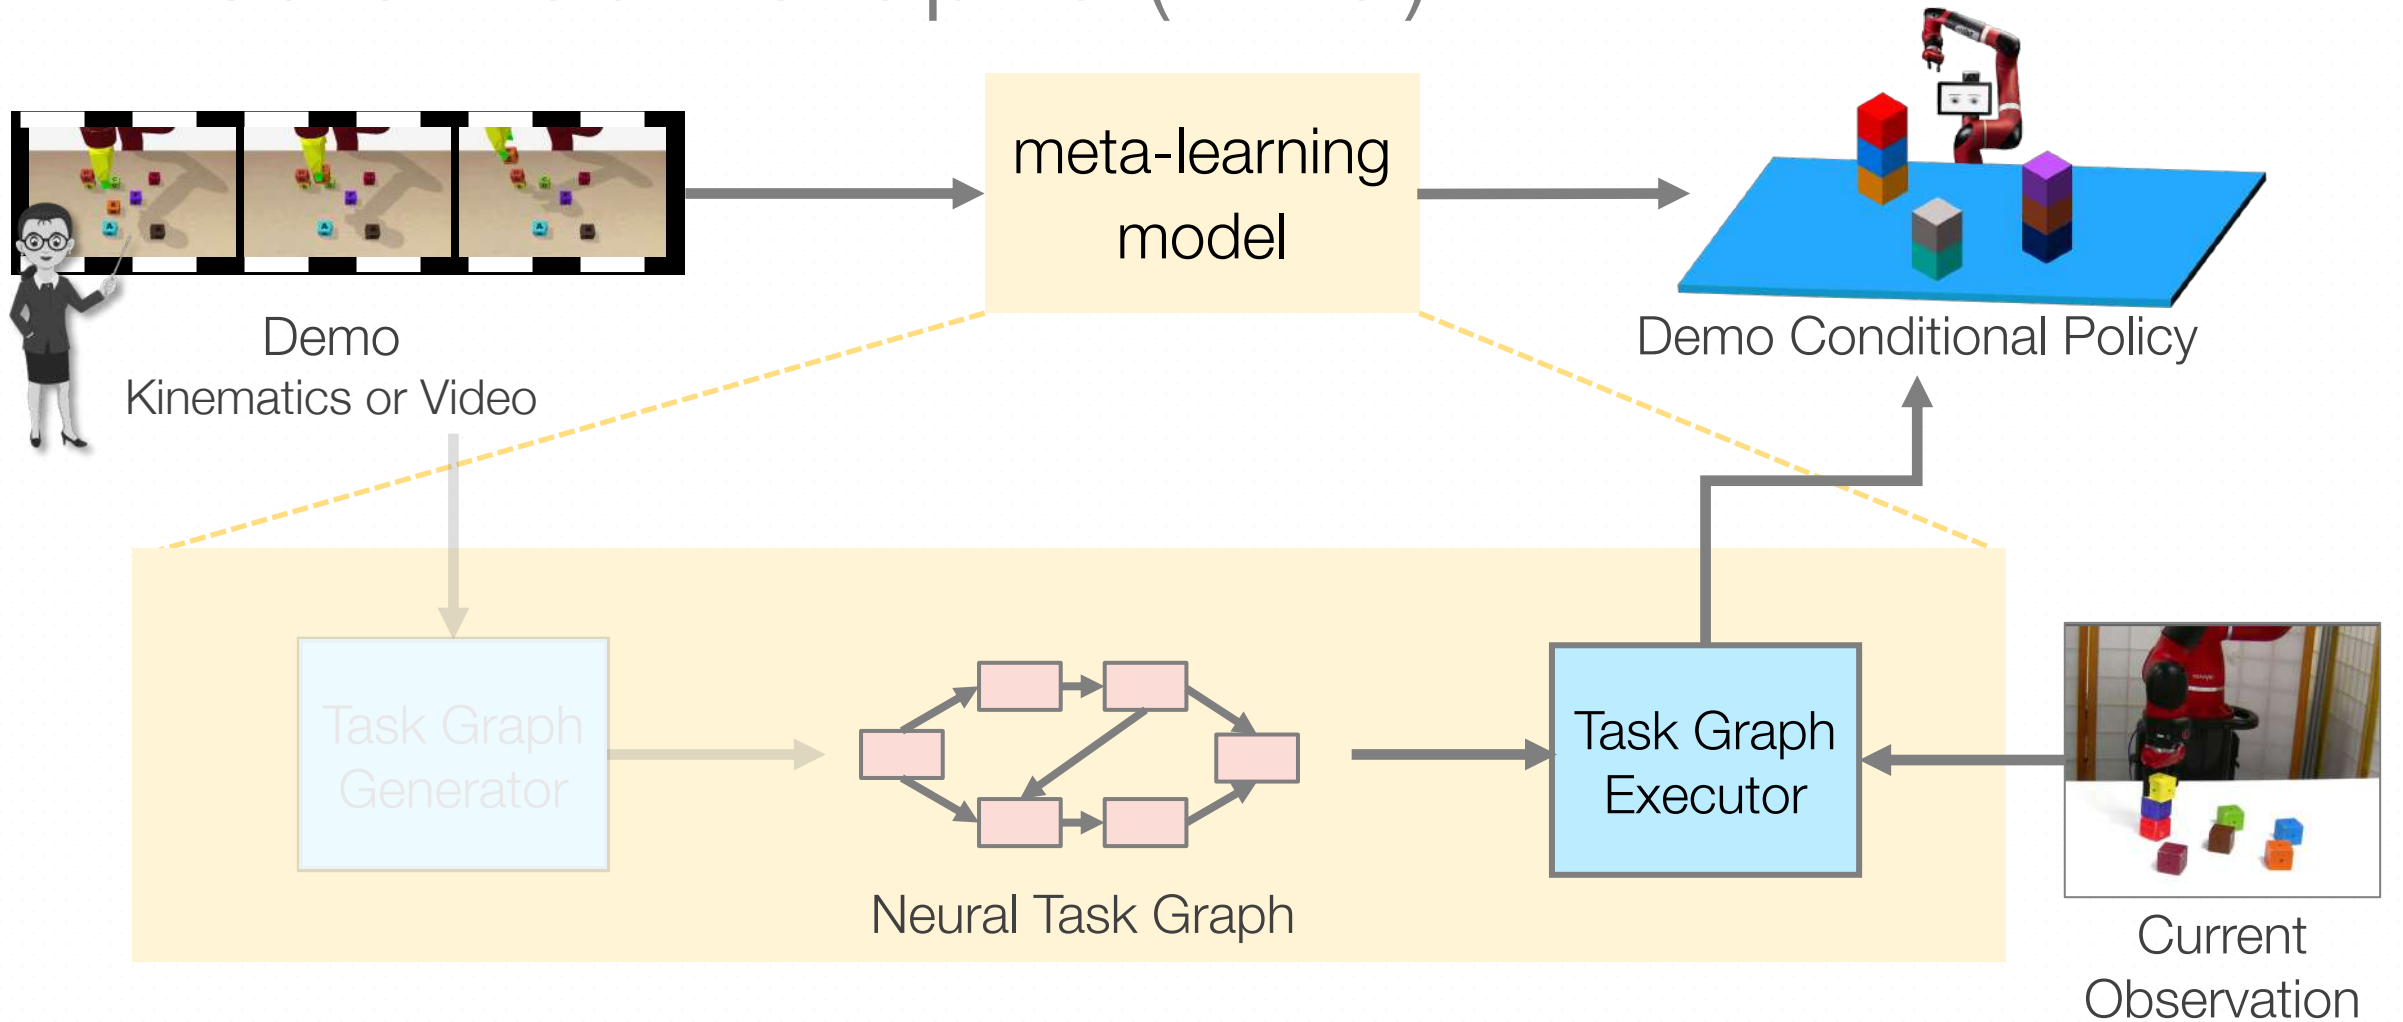 meta-learning
model
Demo
Kinematics or Video
Demo Conditional Policy
Task Graph
Generator
Neural Task Graph
Task Graph
Executor
Current
Observation